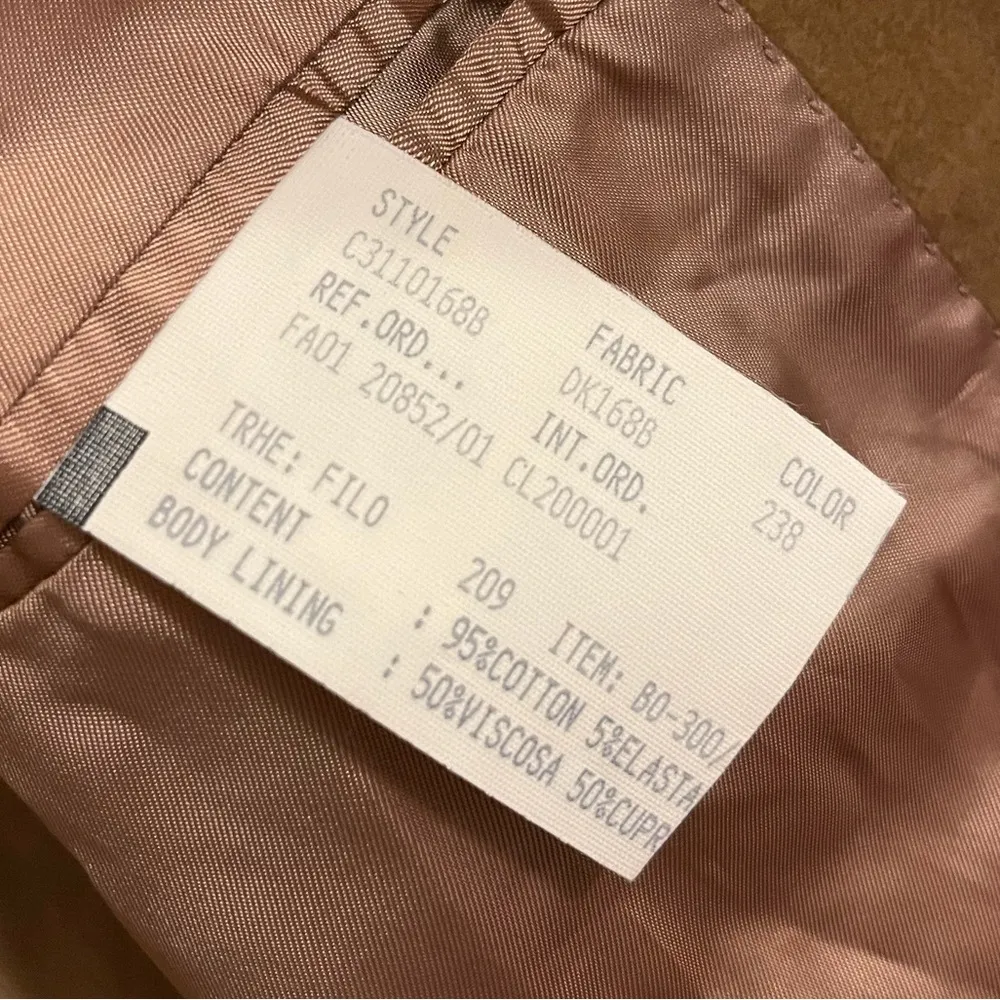 STYLE FABRIC COLOR
C3110168B DK168B 238
REF.ORD... INT.ORD.
FA01 20852/01 CL200001
TRHE: FILO 209 ITEM: BO-300/
CONTENT : 95%COTTON 5%ELASTA
BODY LINING : 50%VISCOSA 50%CUPR